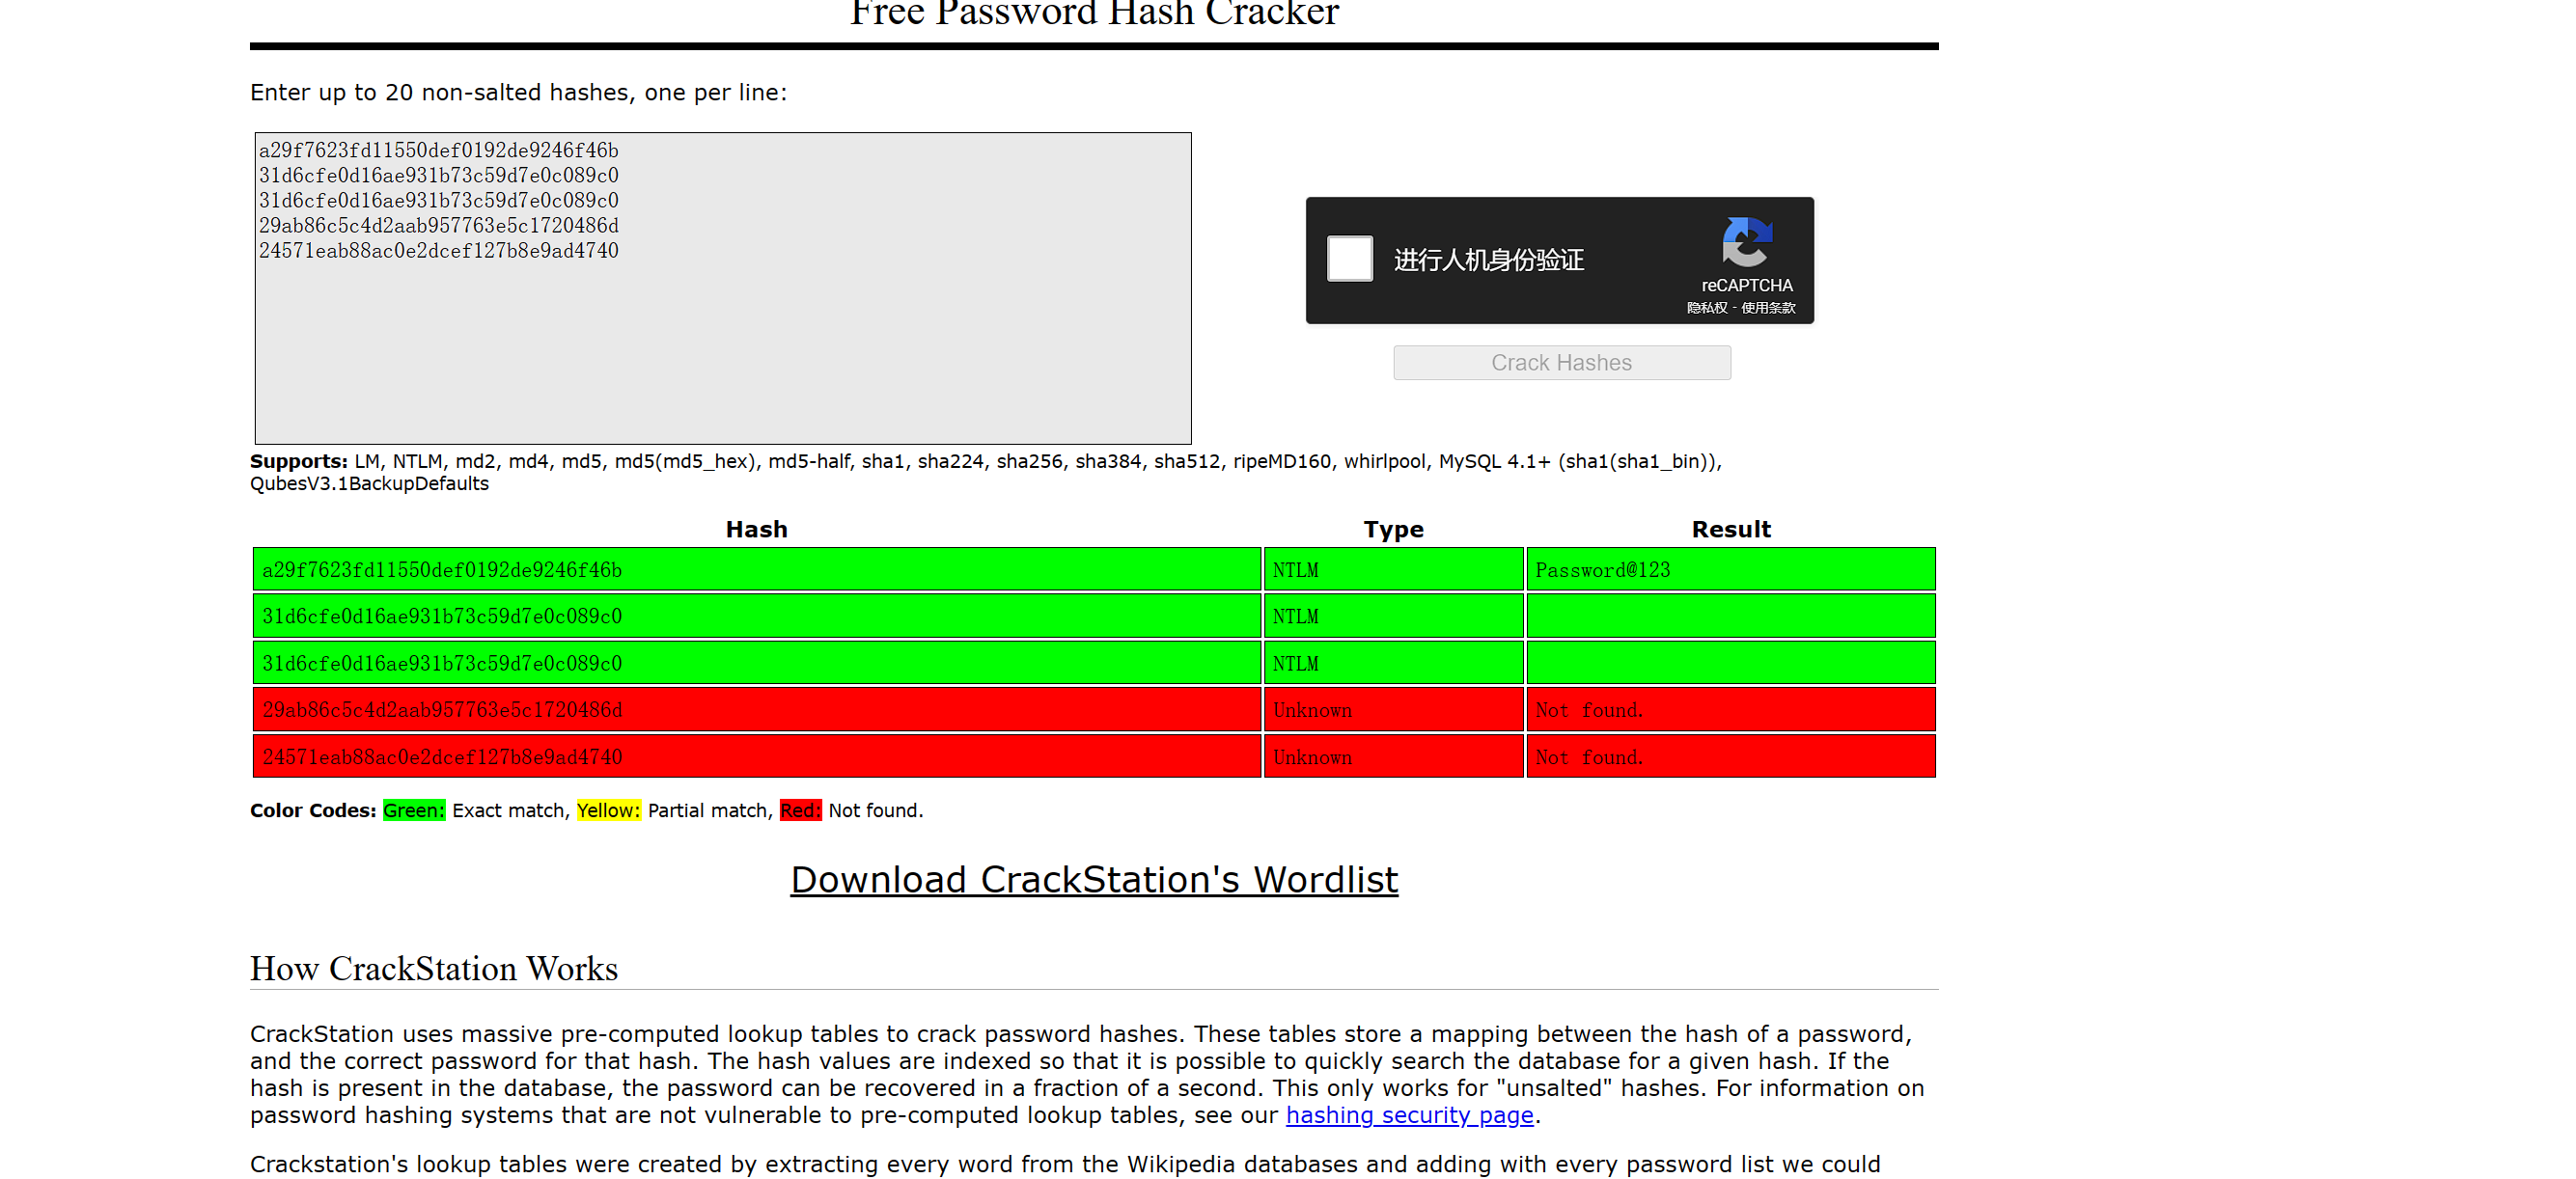 Free Password Hash Cracker
Enter up to 20 non-salted hashes, one per line:
a29f7623fd11550def0192de9246f46b
31d6cfe0d16ae931b73c59d7e0c089c0
31d6cfe0d16ae931b73c59d7e0c089c0
29ab86c5c4d2aab957763e5c1720486d
24571eab88ac0e2dcef127b8e9ad4740
进行人机身份验证
reCAPTCHA
隐私权 - 使用条款
Crack Hashes
Supports: LM, NTLM, md2, md4, md5, md5(md5_hex), md5-half, sha1, sha224, sha256, sha384, sha512, ripeMD160, whirlpool, MySQL 4.1+ (sha1(sha1_bin)),
QubesV3.1BackupDefaults
Hash Type Result
a29f7623fd11550def0192de9246f46b NTLM Password@123
31d6cfe0d16ae931b73c59d7e0c089c0 NTLM
31d6cfe0d16ae931b73c59d7e0c089c0 NTLM
29ab86c5c4d2aab957763e5c1720486d Unknown Not found.
24571eab88ac0e2dcef127b8e9ad4740 Unknown Not found.
Color Codes: Green: Exact match, Yellow: Partial match, Red: Not found.
Download CrackStation's Wordlist
How CrackStation Works
CrackStation uses massive pre-computed lookup tables to crack password hashes. These tables store a mapping between the hash of a password,
and the correct password for that hash. The hash values are indexed so that it is possible to quickly search the database for a given hash. If the
hash is present in the database, the password can be recovered in a fraction of a second. This only works for "unsalted" hashes. For information on
password hashing systems that are not vulnerable to pre-computed lookup tables, see our hashing security page.
Crackstation's lookup tables were created by extracting every word from the Wikipedia databases and adding with every password list we could